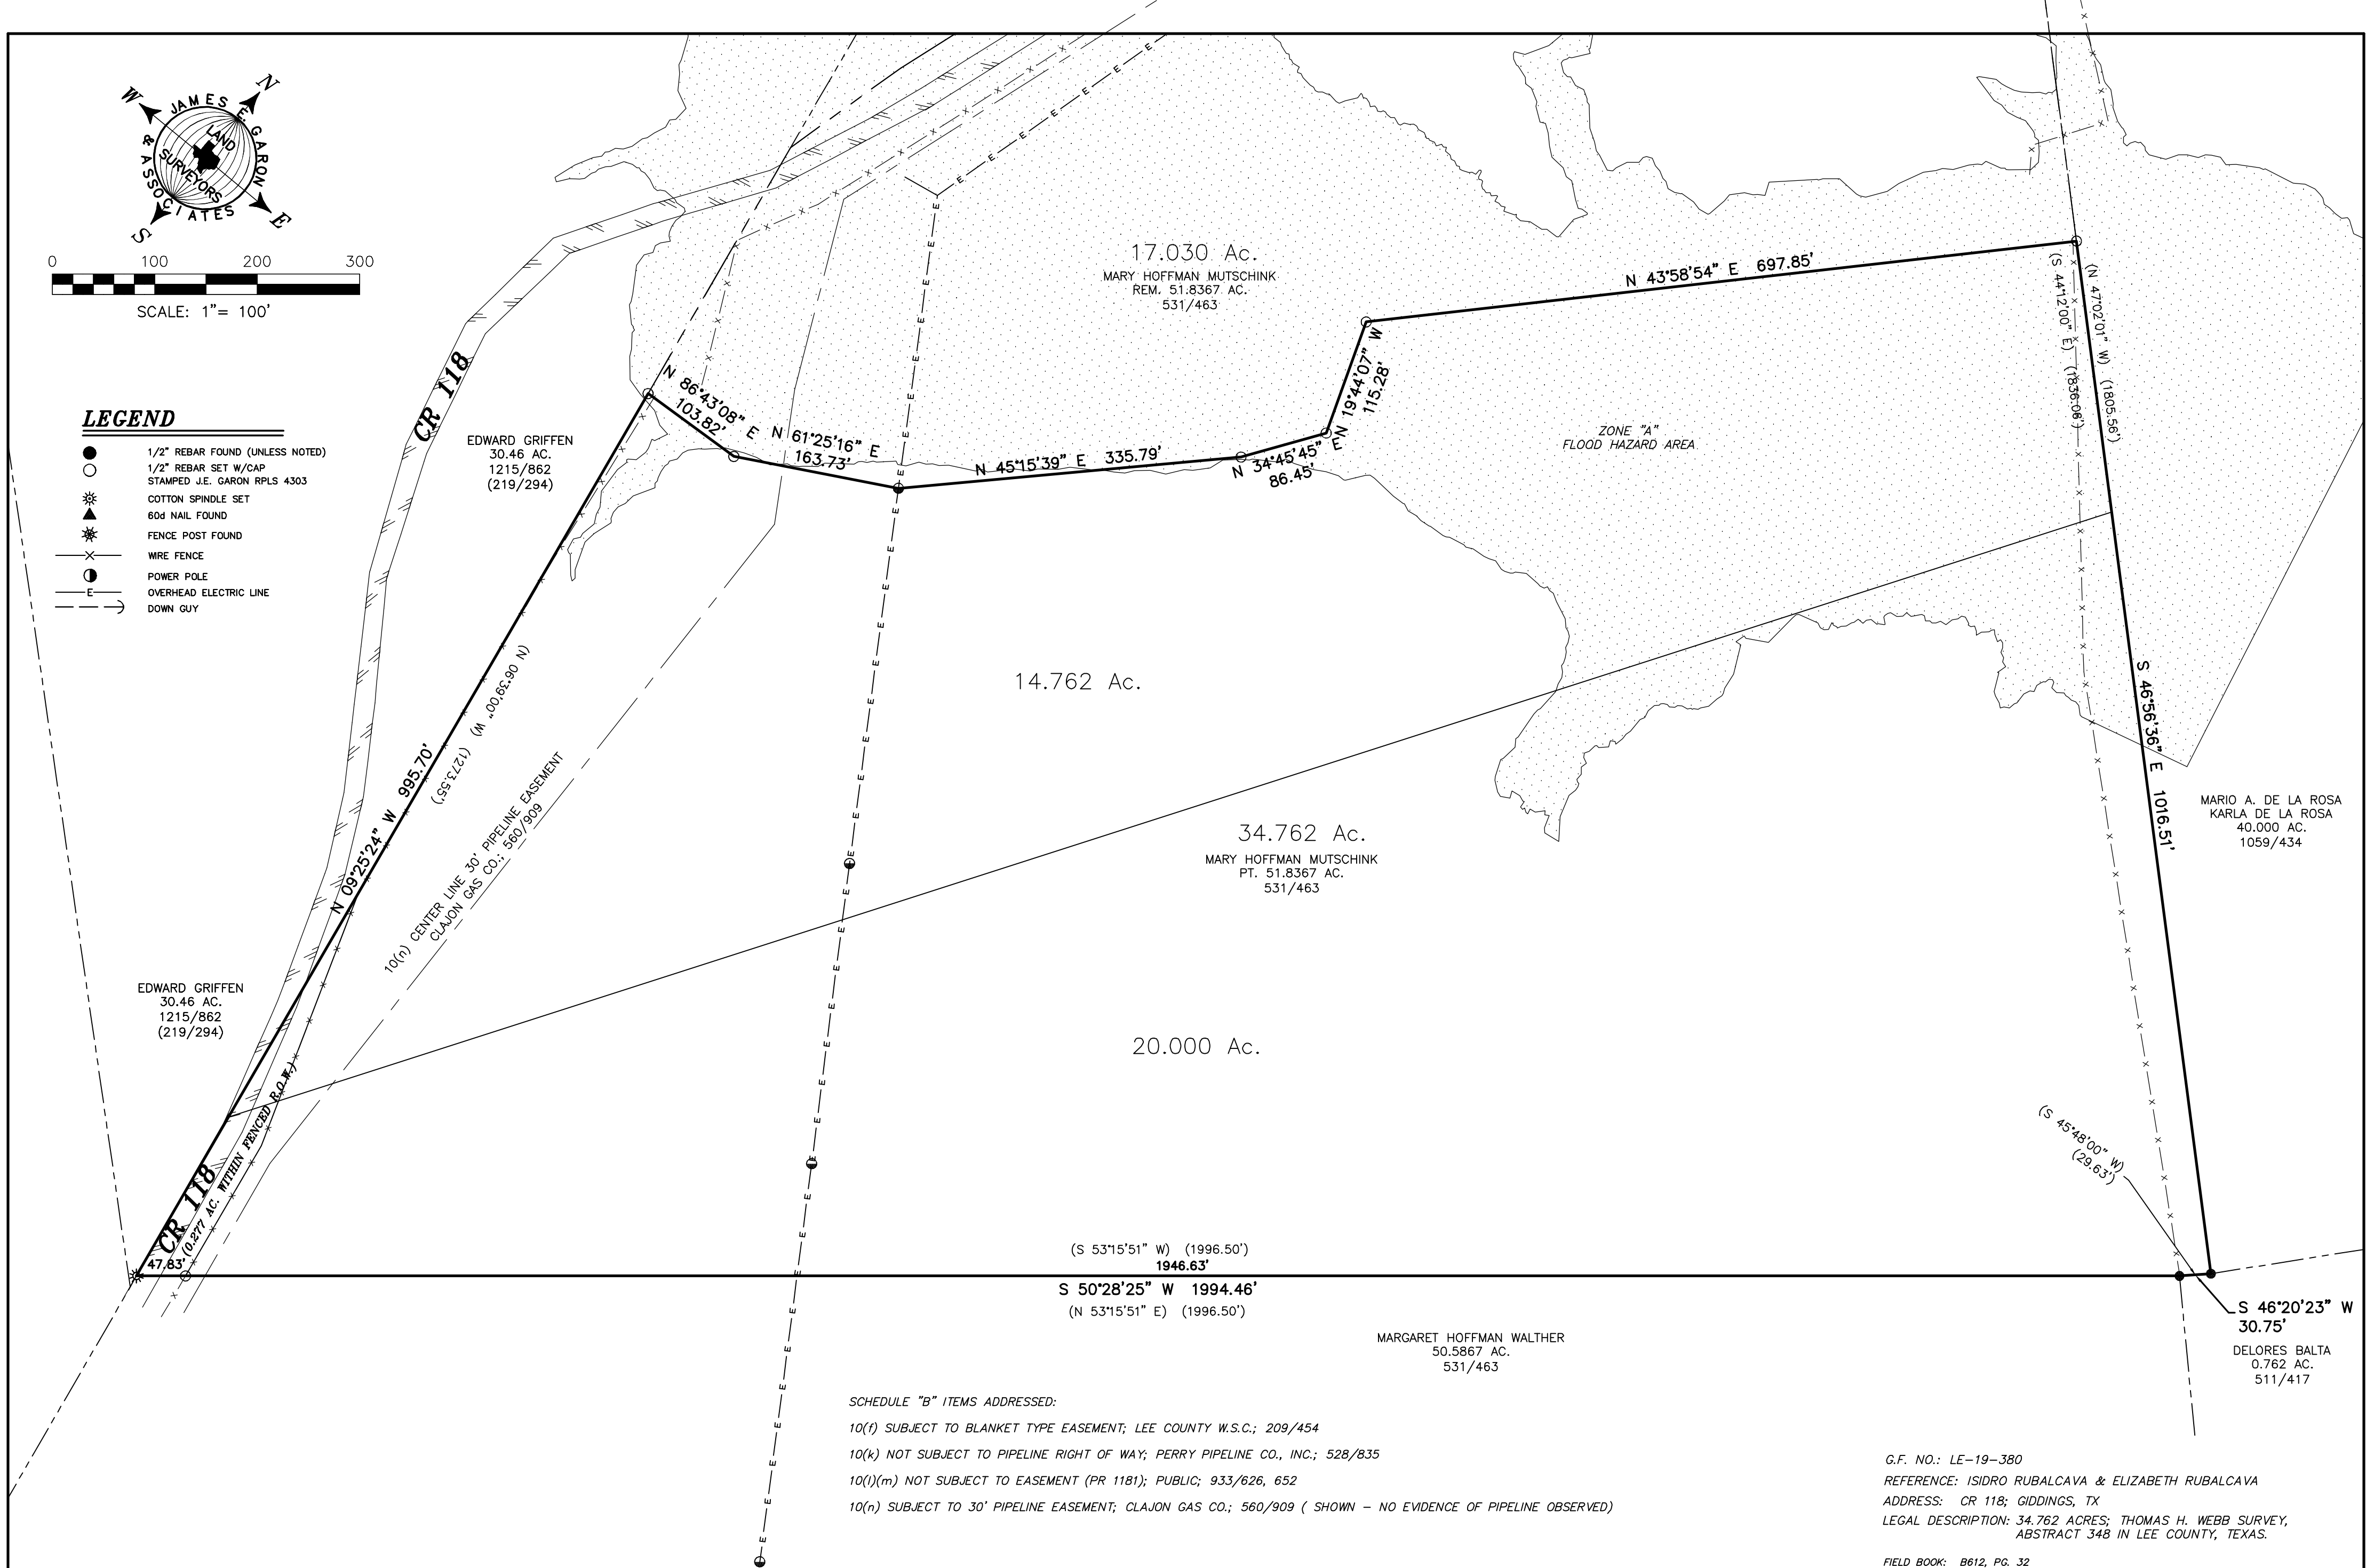 N
W
E
S
JAMES E. GARON
& ASSOCIATES
LAND
SURVEYORS
0 100 200 300
SCALE: 1"= 100'
LEGEND
1/2" REBAR FOUND (UNLESS NOTED)
1/2" REBAR SET W/CAP
STAMPED J.E. GARON RPLS 4303
COTTON SPINDLE SET
60d NAIL FOUND
FENCE POST FOUND
WIRE FENCE
POWER POLE
OVERHEAD ELECTRIC LINE
DOWN GUY
CR 118
EDWARD GRIFFEN
30.46 AC.
1215/862
(219/294)
17.030 Ac.
MARY HOFFMAN MUTSCHINK
REM. 51.8367 AC.
531/463
N 86°43'08" E
103.82'
N 61°25'16" E
163.73'
N 45°15'39" E 335.79'
N 34°45'45" E
86.45'
N 19°44'07" W
115.28'
N 43°58'54" E 697.85'
(S 44°12'00" E) (1836.06')
(N 47°02'01" W) (1805.56')
ZONE "A"
FLOOD HAZARD AREA
S 46°56'36" E 1016.51'
14.762 Ac.
N 09°25'24" W 995.70'
(N 06°39'00" W) (1273.55')
10(n) CENTER LINE 30' PIPELINE EASEMENT
CLAJON GAS CO.; 560/909
34.762 Ac.
MARY HOFFMAN MUTSCHINK
PT. 51.8367 AC.
531/463
MARIO A. DE LA ROSA
KARLA DE LA ROSA
40.000 AC.
1059/434
EDWARD GRIFFEN
30.46 AC.
1215/862
(219/294)
20.000 Ac.
CR 118
(0.277 AC. WITHIN FENCED R.O.W.)
47.83'
(S 45°48'00" W)
(29.63')
(S 53°15'51" W) (1996.50')
1946.63'
S 50°28'25" W 1994.46'
(N 53°15'51" E) (1996.50')
S 46°20'23" W
30.75'
MARGARET HOFFMAN WALTHER
50.5867 AC.
531/463
DELORES BALTA
0.762 AC.
511/417
SCHEDULE "B" ITEMS ADDRESSED:
10(f) SUBJECT TO BLANKET TYPE EASEMENT; LEE COUNTY W.S.C.; 209/454
10(k) NOT SUBJECT TO PIPELINE RIGHT OF WAY; PERRY PIPELINE CO., INC.; 528/835
10(l)(m) NOT SUBJECT TO EASEMENT (PR 1181); PUBLIC; 933/626, 652
10(n) SUBJECT TO 30' PIPELINE EASEMENT; CLAJON GAS CO.; 560/909 ( SHOWN - NO EVIDENCE OF PIPELINE OBSERVED)
G.F. NO.: LE-19-380
REFERENCE: ISIDRO RUBALCAVA & ELIZABETH RUBALCAVA
ADDRESS: CR 118; GIDDINGS, TX
LEGAL DESCRIPTION: 34.762 ACRES; THOMAS H. WEBB SURVEY,
ABSTRACT 348 IN LEE COUNTY, TEXAS.
FIELD BOOK: B612, PG. 32